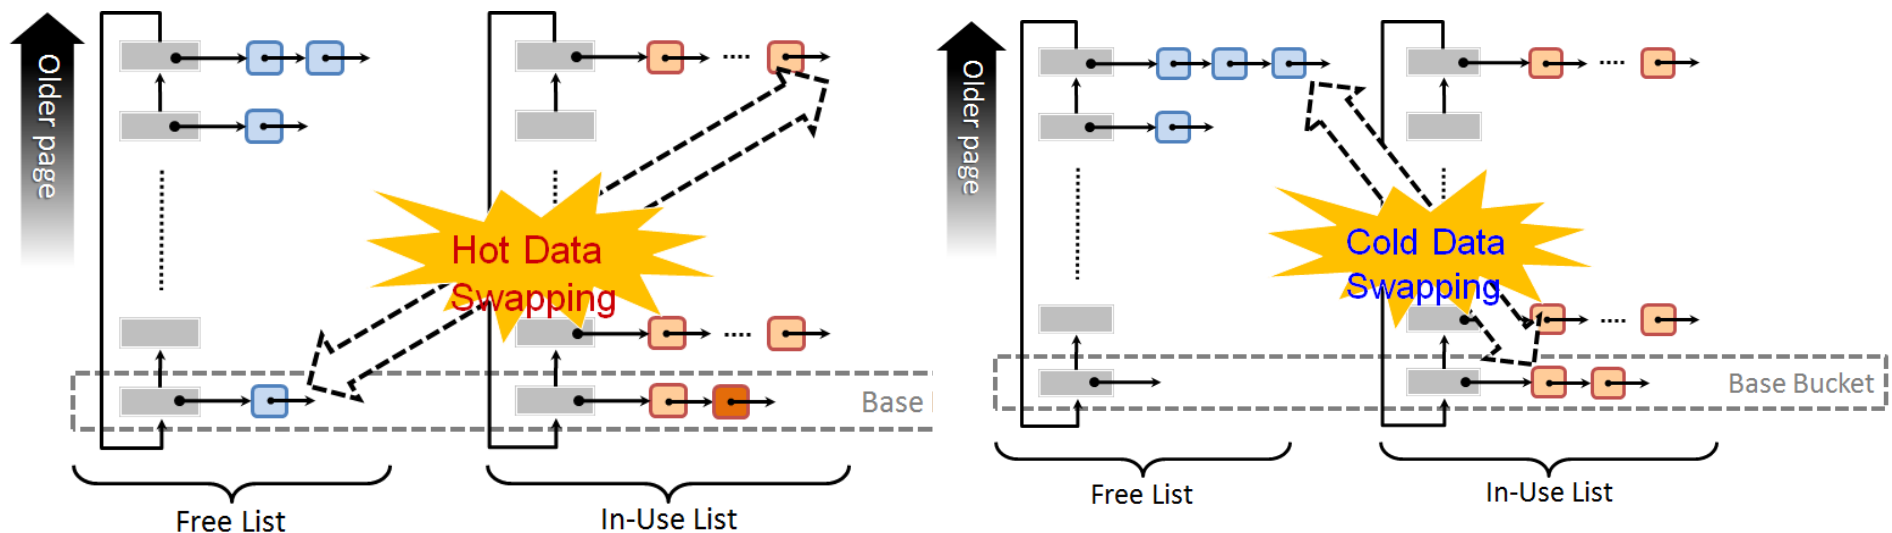 Older page
Hot Data
Swapping
Base
Free List
In-Use List
Older page
Cold Data
Swapping
Base Bucket
Free List
In-Use List